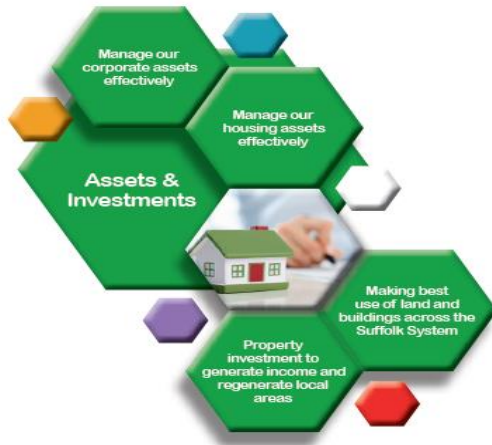 Manage our
corporate assets
effectively
Manage our
housing assets
effectively
Assets &
Investments
Making best
use of land and
buildings across the
Suffolk System
Property
investment to
generate income and
regenerate local
areas